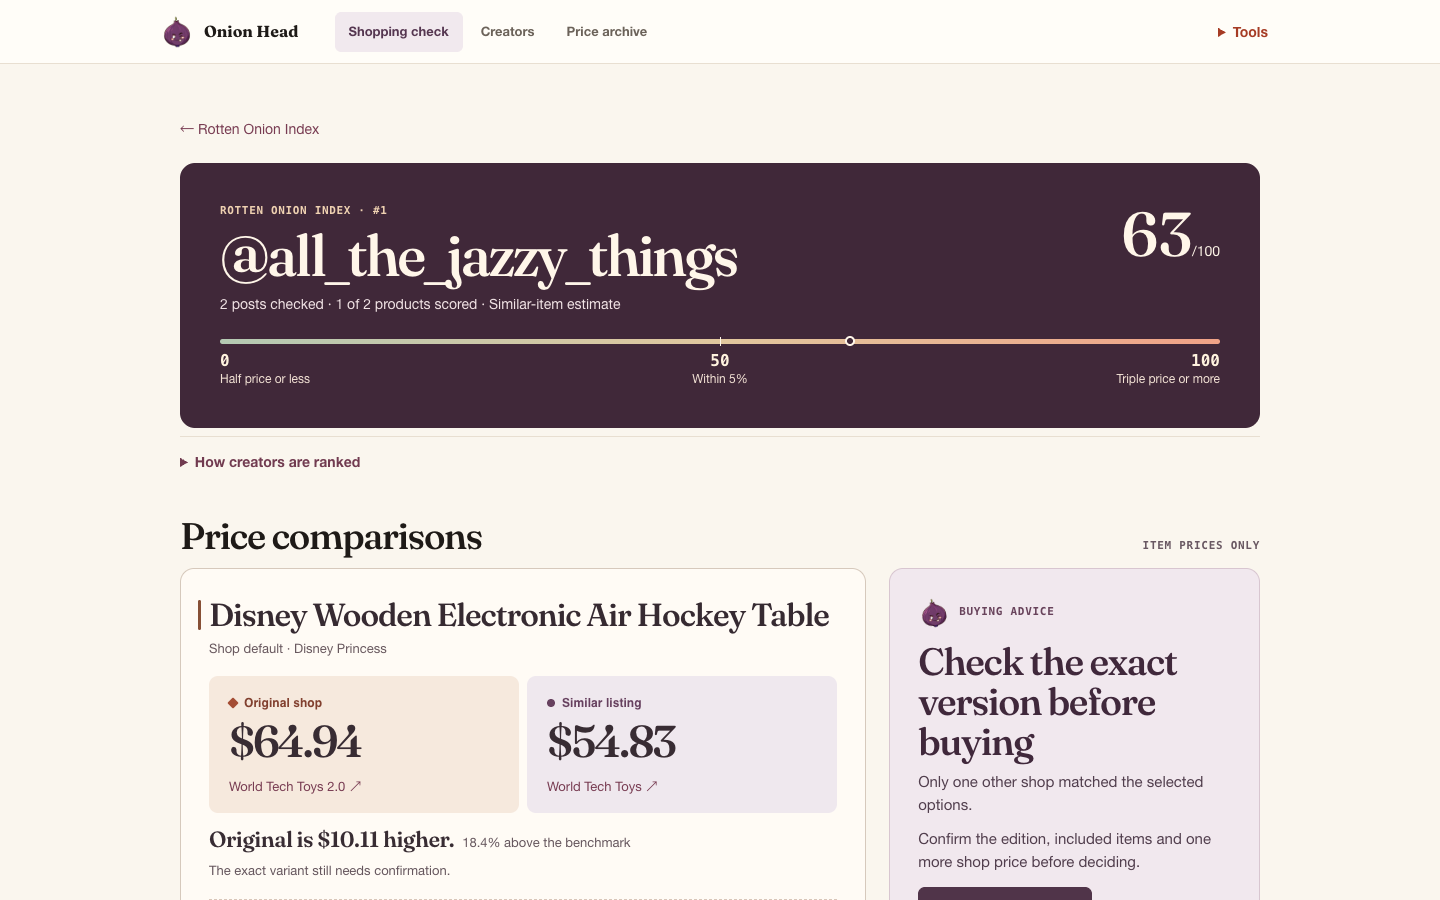 Onion Head
Shopping check
Creators
Price archive
▶ Tools
← Rotten Onion Index
ROTTEN ONION INDEX · #1
@all_the_jazzy_things
63/100
2 posts checked · 1 of 2 products scored · Similar-item estimate
0
50
100
Half price or less
Within 5%
Triple price or more
▶ How creators are ranked
Price comparisons
ITEM PRICES ONLY
Disney Wooden Electronic Air Hockey Table
Shop default · Disney Princess
Original shop
$64.94
World Tech Toys 2.0 ↗
Similar listing
$54.83
World Tech Toys ↗
Original is $10.11 higher. 18.4% above the benchmark
The exact variant still needs confirmation.
BUYING ADVICE
Check the exact
version before
buying
Only one other shop matched the selected
options.
Confirm the edition, included items and one
more shop price before deciding.